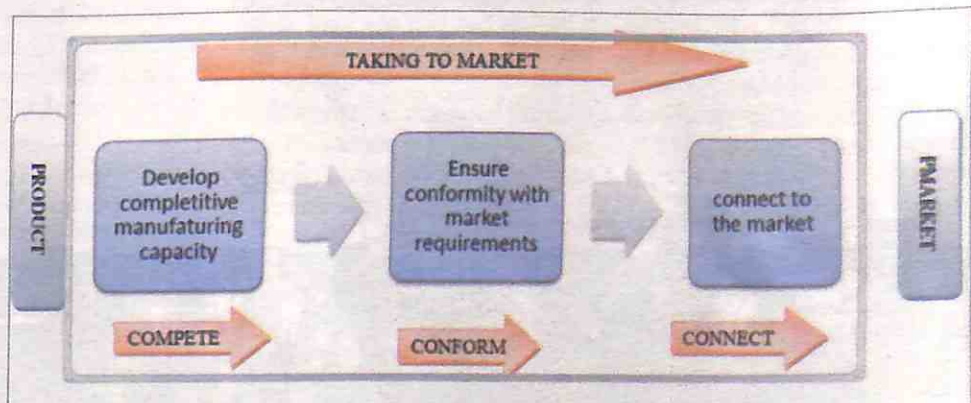 TAKING TO MARKET
PRODUCT
Develop
completitive
manufaturing
capacity
Ensure
conformity with
market
requirements
connect to
the market
PMARKET
COMPETE
CONFORM
CONNECT